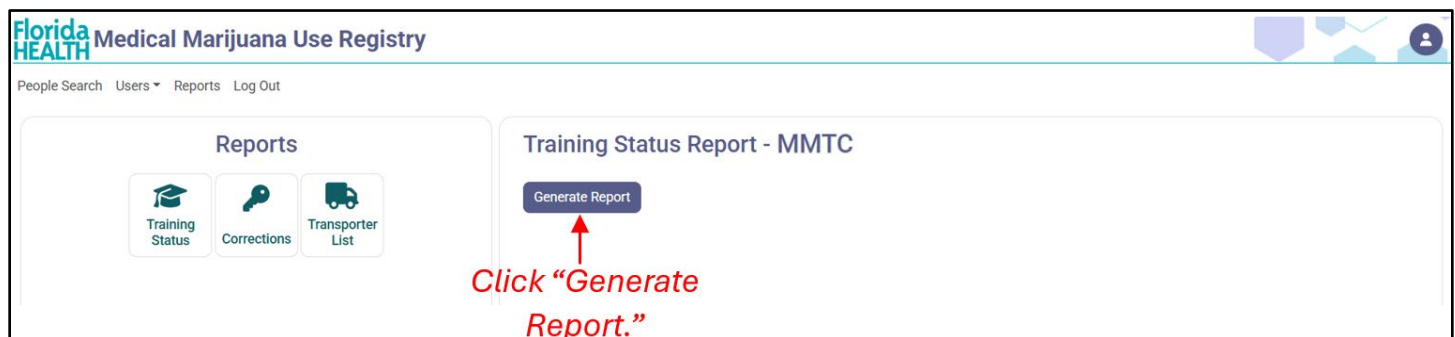 Florida
HEALTH
Medical Marijuana Use Registry
People Search Users Reports Log Out
Reports
Training
Status
Corrections
Transporter
List
Training Status Report - MMTC
Generate Report
Click “Generate
Report.”